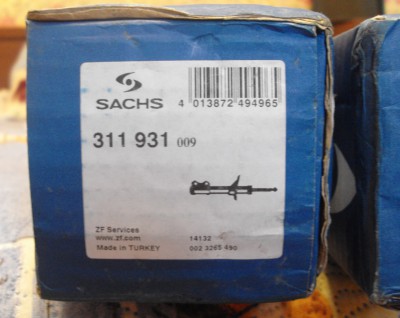 SACHS
4 013872 494965
311 931 009
ZF Services
www.zf.com
Made in TURKEY
14132
002 3265 490